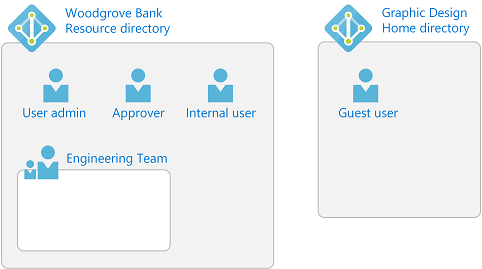 Woodgrove Bank
Resource directory
Graphic Design
Home directory
User admin
Approver
Internal user
Guest user
Engineering Team